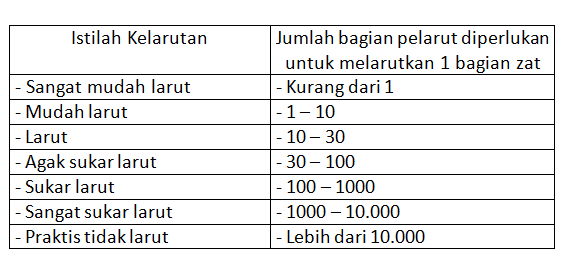 Istilah Kelarutan
Jumlah bagian pelarut diperlukan
untuk melarutkan 1 bagian zat
- Sangat mudah larut
- Kurang dari 1
- Mudah larut
- 1 – 10
- Larut
- 10 – 30
- Agak sukar larut
- 30 – 100
- Sukar larut
- 100 – 1000
- Sangat sukar larut
- 1000 – 10.000
- Praktis tidak larut
- Lebih dari 10.000